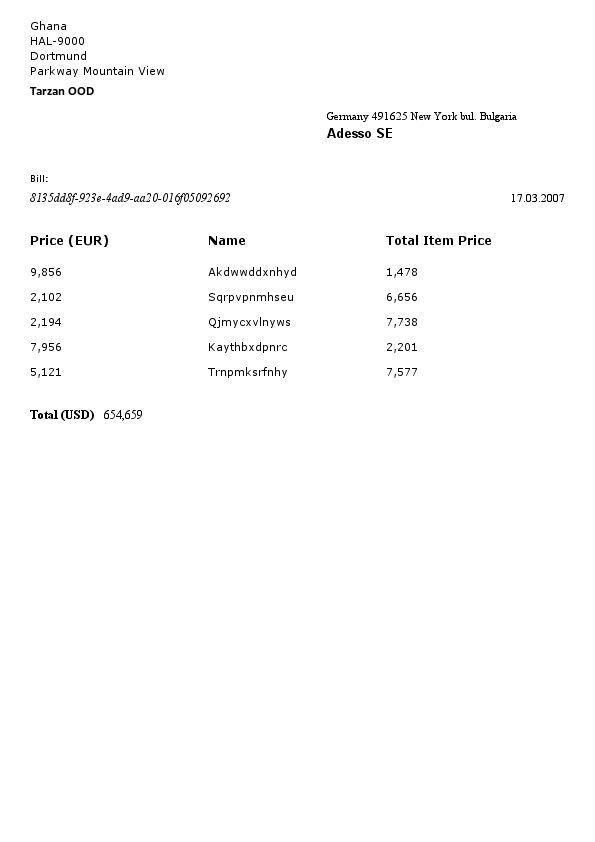 Ghana
HAL-9000
Dortmund
Parkway Mountain View
Tarzan OOD
Germany 491625 New York bul. Bulgaria
Adesso SE
Bill:
8135dd8f-923e-4ad9-aa20-016f05092692 17.03.2007
Price (EUR) Name Total Item Price
9,856 Akdwwddxnhyd 1,478
2,102 Sqrpvpnmhseu 6,656
2,194 Qjmycxvlnyws 7,738
7,956 Kaythbxdpnrc 2,201
5,121 Trnpmksrfnhy 7,577
Total (USD) 654,659